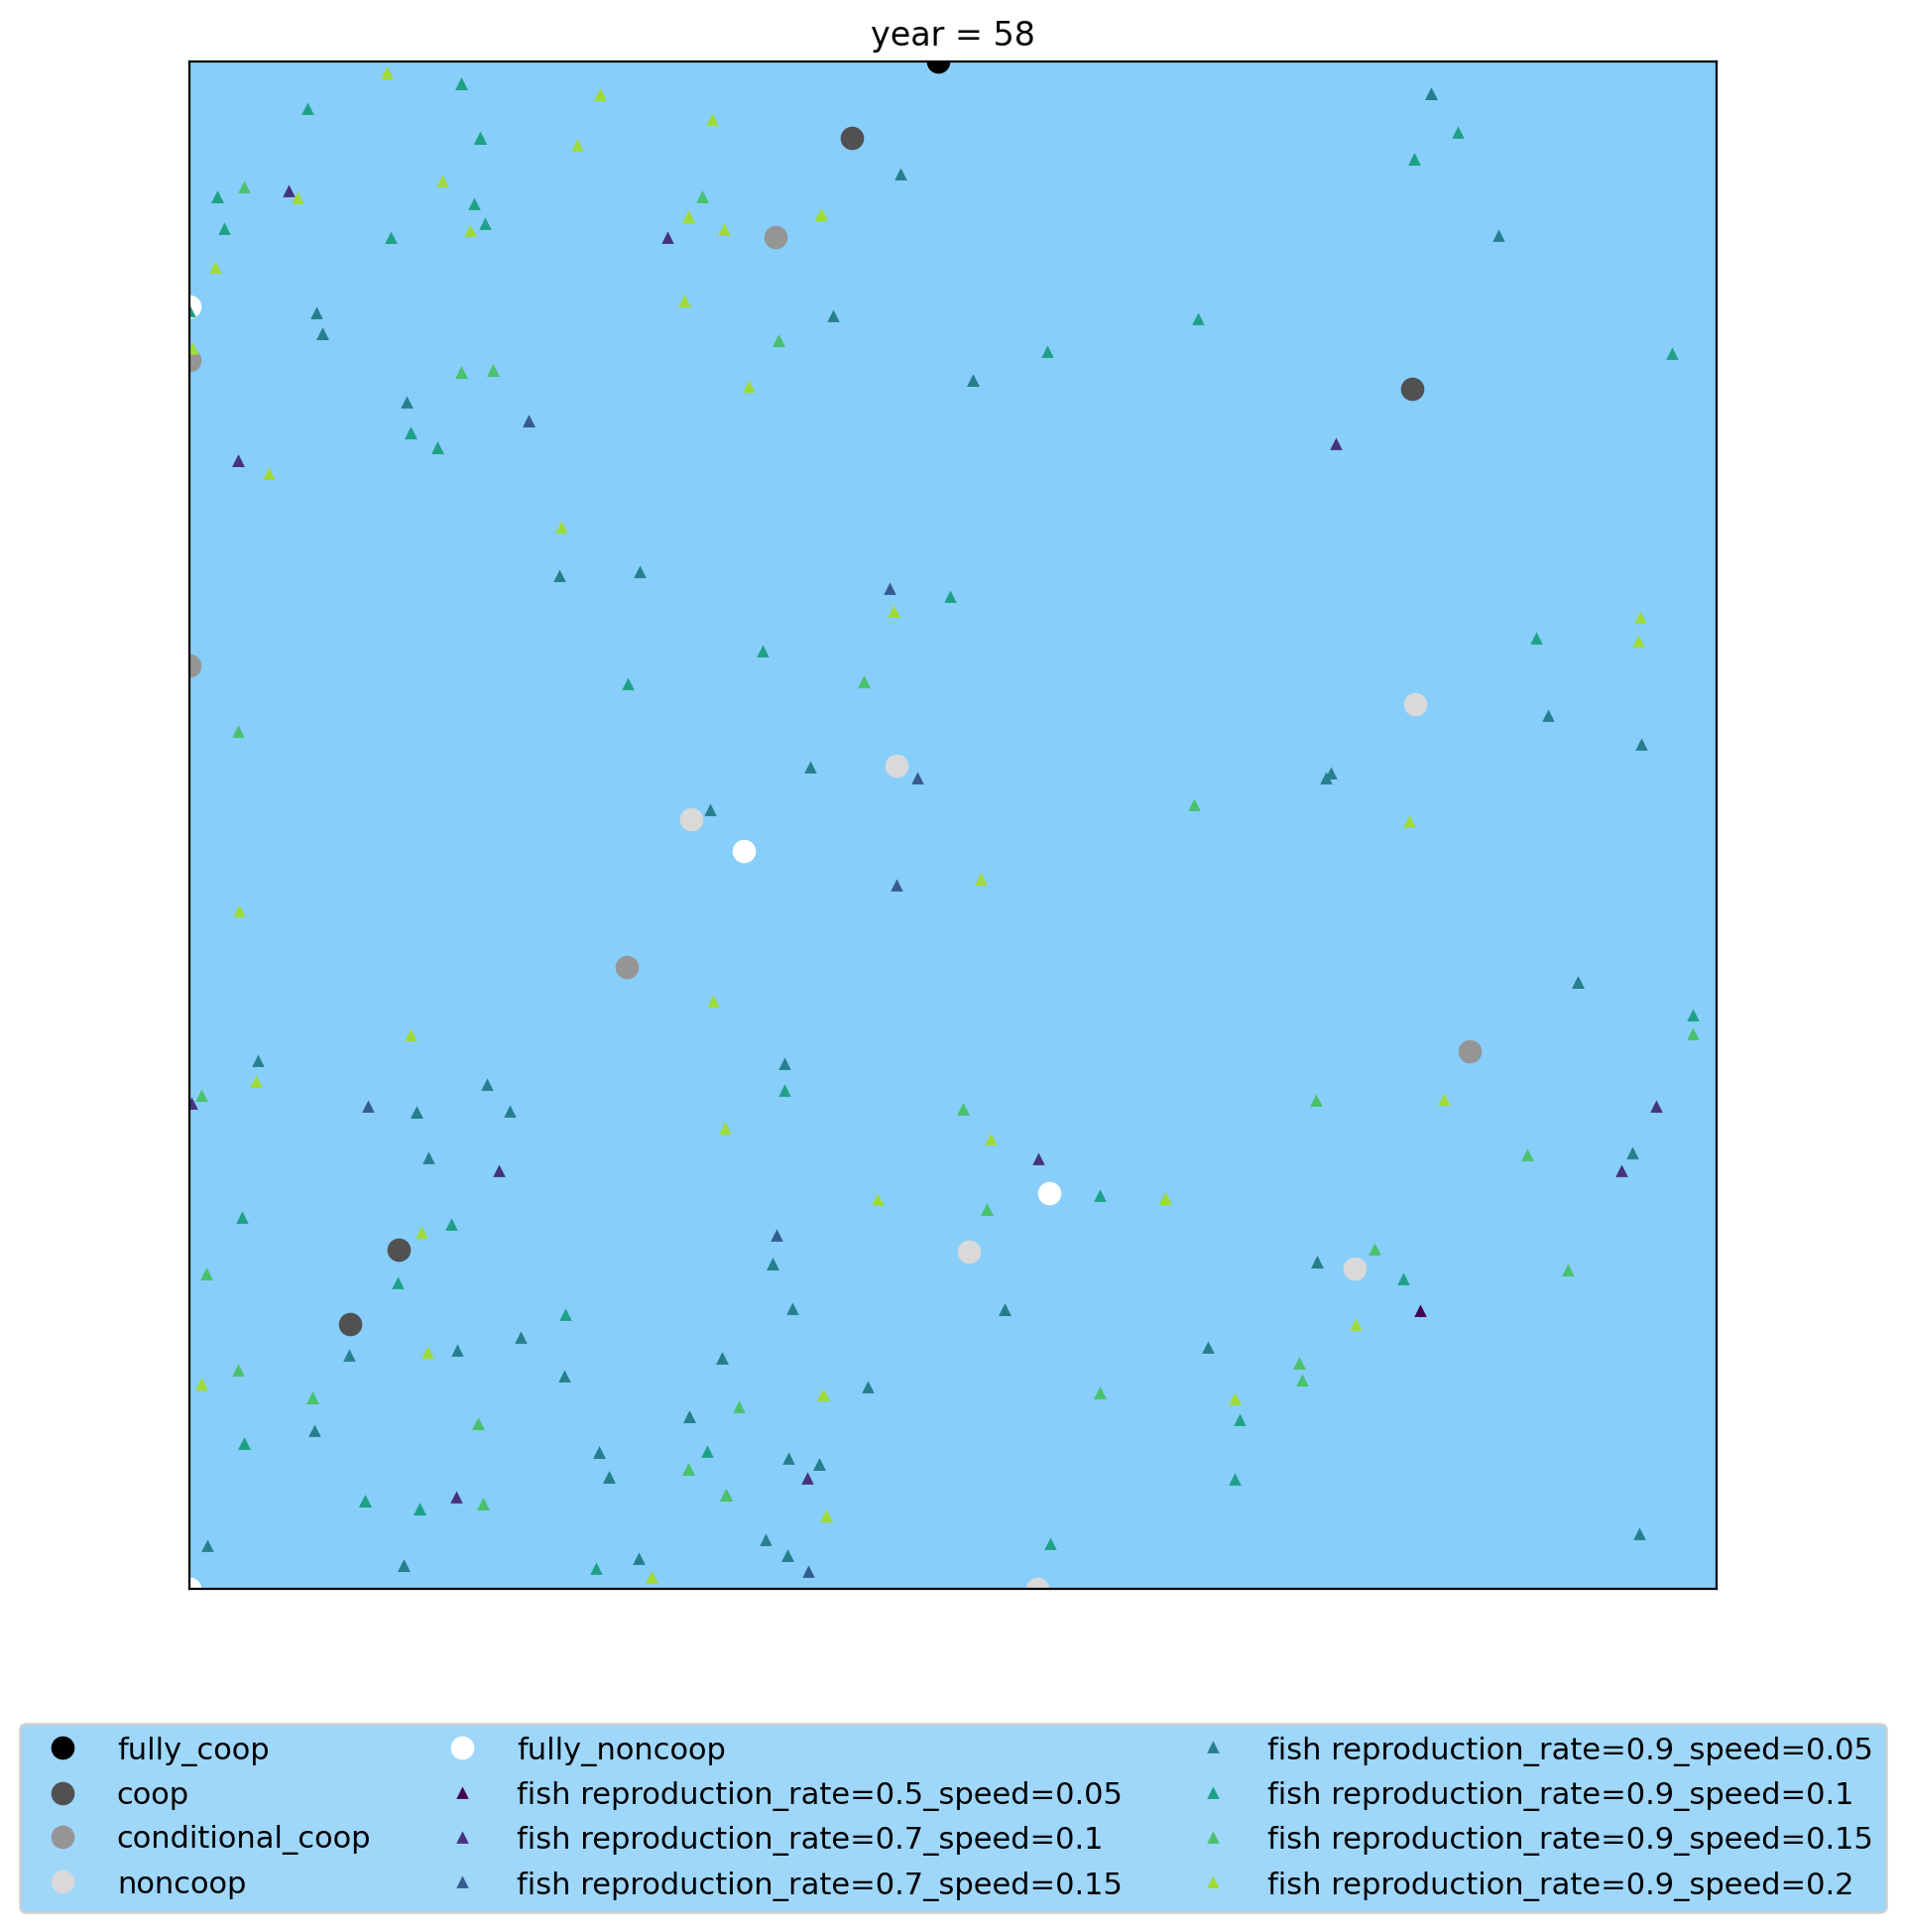 year = 58
fully_coop
coop
conditional_coop
noncoop
fully_noncoop
fish reproduction_rate=0.5_speed=0.05
fish reproduction_rate=0.7_speed=0.1
fish reproduction_rate=0.7_speed=0.15
fish reproduction_rate=0.9_speed=0.05
fish reproduction_rate=0.9_speed=0.1
fish reproduction_rate=0.9_speed=0.15
fish reproduction_rate=0.9_speed=0.2